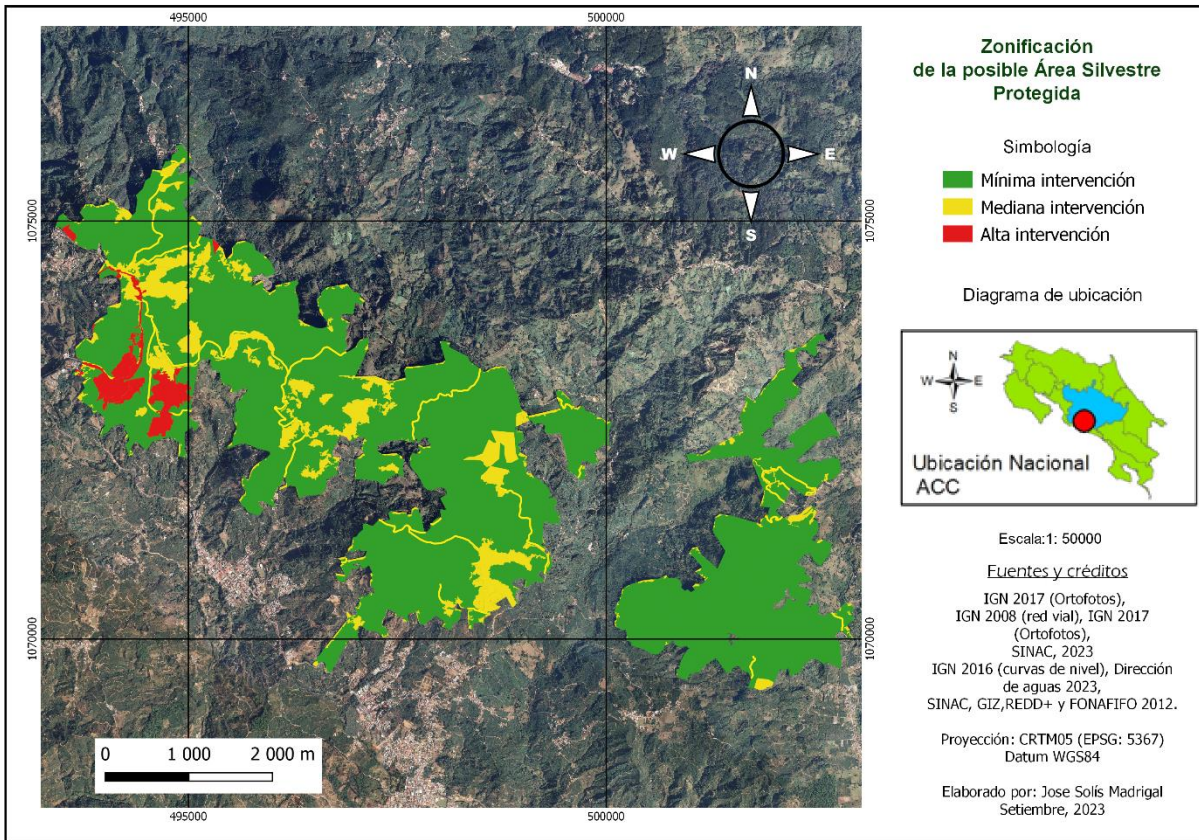 495000
500000
1075000
1075000
1070000
1070000
495000
500000
N
W
E
S
0 1 000 2 000 m
Zonificación
de la posible Área Silvestre
Protegida
Simbología
Mínima intervención
Mediana intervención
Alta intervención
Diagrama de ubicación
N
W
E
S
Ubicación Nacional
ACC
Escala:1: 50000
Fuentes y créditos
IGN 2017 (Ortofotos),
IGN 2008 (red vial), IGN 2017
(Ortofotos),
SINAC, 2023
IGN 2016 (curvas de nivel), Dirección
de aguas 2023,
SINAC, GIZ,REDD+ y FONAFIFO 2012.
Proyección: CRTM05 (EPSG: 5367)
Datum WGS84
Elaborado por: Jose Solís Madrigal
Setiembre, 2023